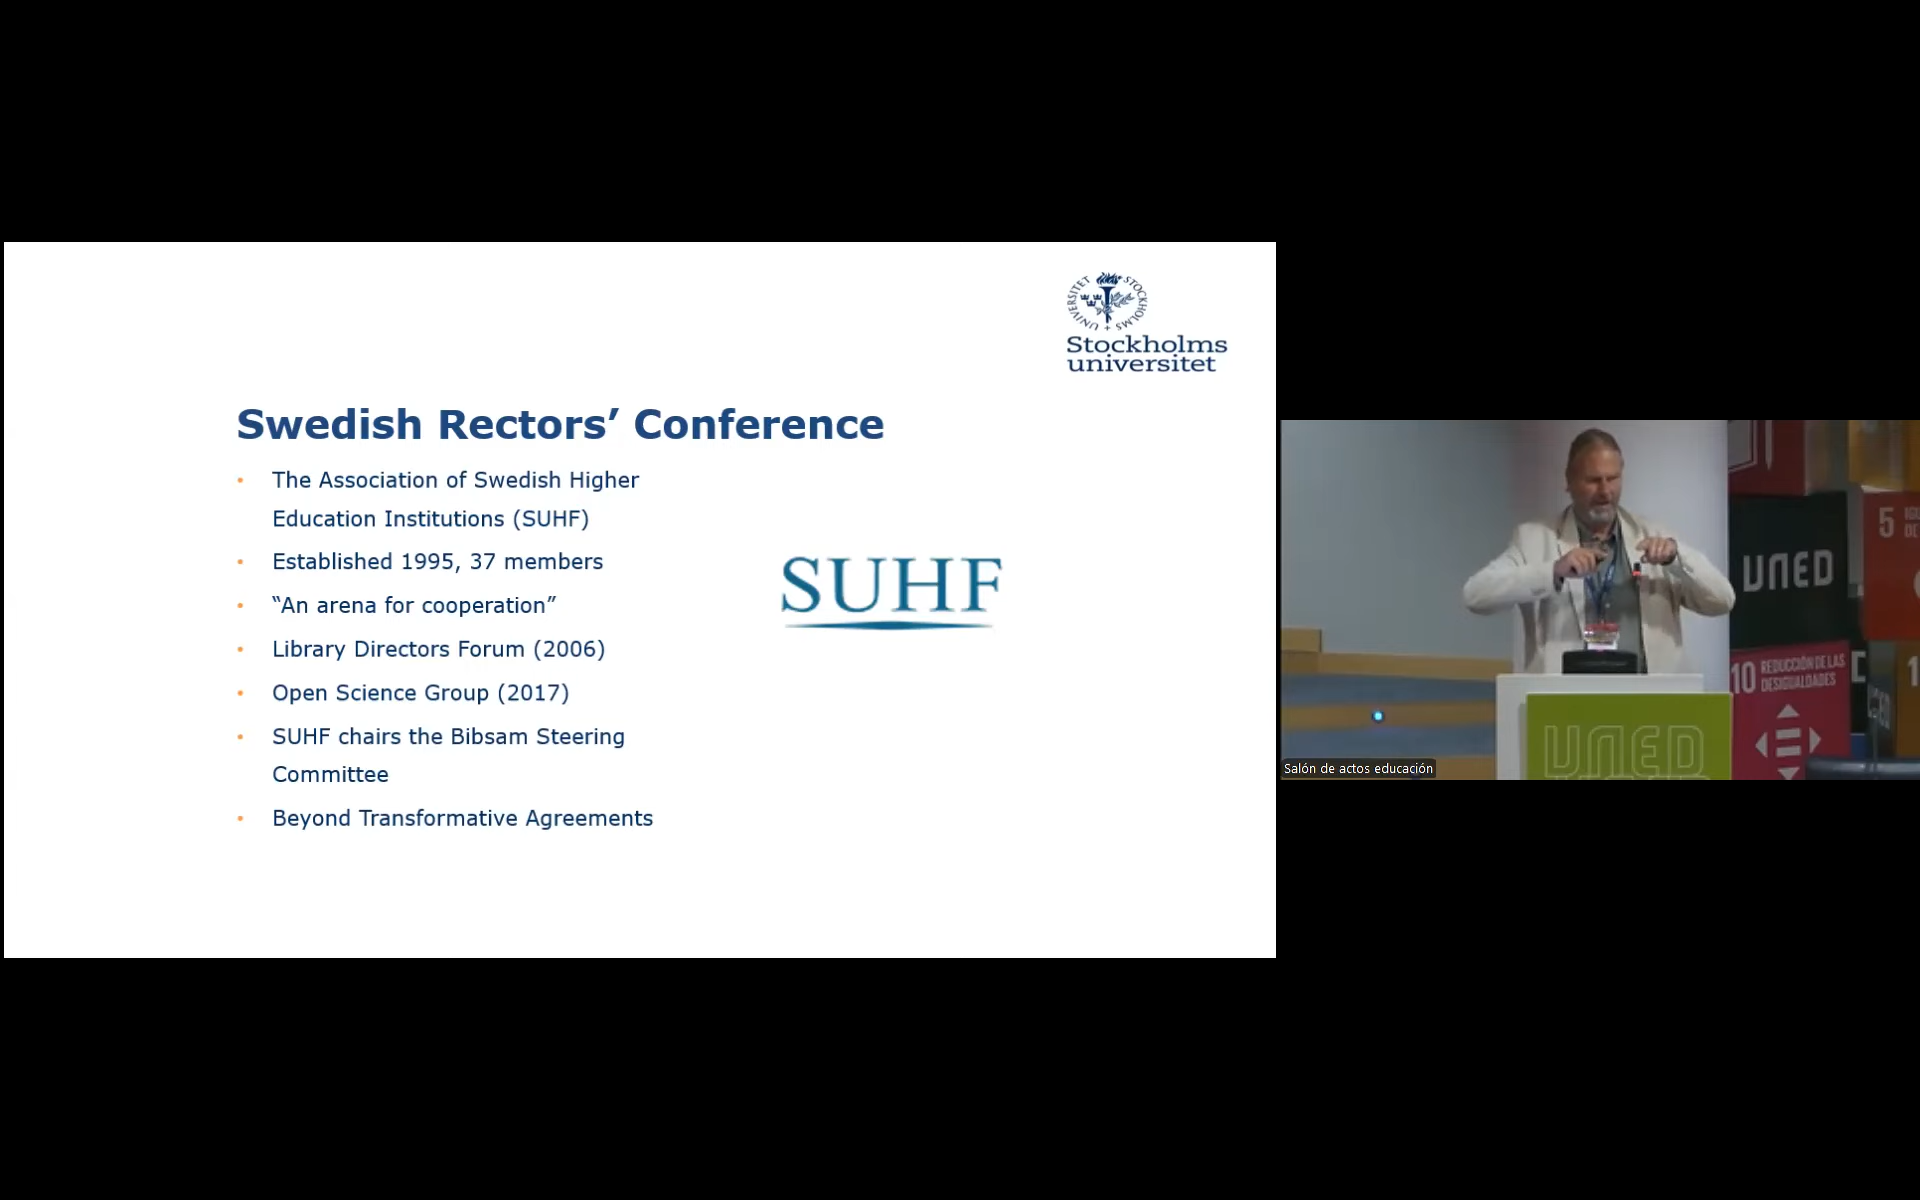 UNIVERSITET STOCKHOLMS
Stockholms
universitet
Swedish Rectors’ Conference
• The Association of Swedish Higher
Education Institutions (SUHF)
• Established 1995, 37 members
• “An arena for cooperation”
• Library Directors Forum (2006)
• Open Science Group (2017)
• SUHF chairs the Bibsam Steering
Committee
• Beyond Transformative Agreements
SUHF
5
UNED
10 REDUCCIÓN DE LAS
DESIGUALDADES
UNED
Salón de actos educación